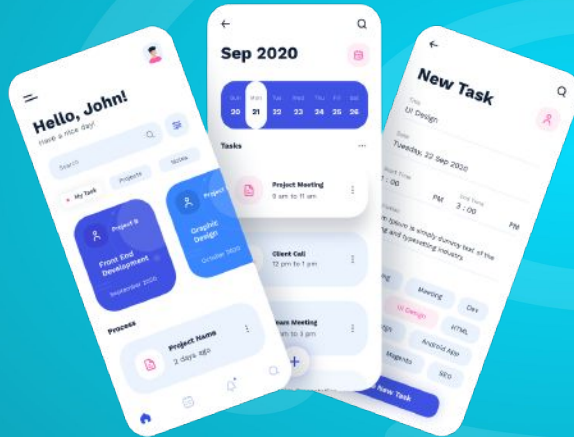 Hello, John!
Have a nice day!
Search
My Task
Projects
Notes
Project B
Front End
Development
September 2020
Project
Graphic
Design
October 2020
Process
Project Name
2 days ago
Sep 2020
Sun Mon Tue Wed Thu Fri Sat
20 21 22 23 24 25 26
Tasks
Project Meeting
9 am to 11 am
Client Call
12 pm to 1 pm
Team Meeting
to 3 pm
New Task
Title
UI Design
Date
Tuesday, 22 Sep 2020
Start Time
: 00 PM
End Time
3 : 00 PM
Ipsum is simply dummy text of the
and typesetting industry.
Meeting
Dev
UI Design
HTML
Android App
Magento
SEO
New Task